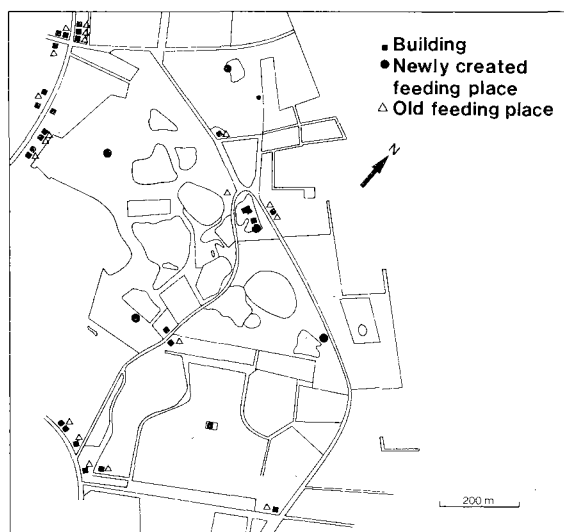 Building
Newly created
feeding place
Old feeding place
N
200 m